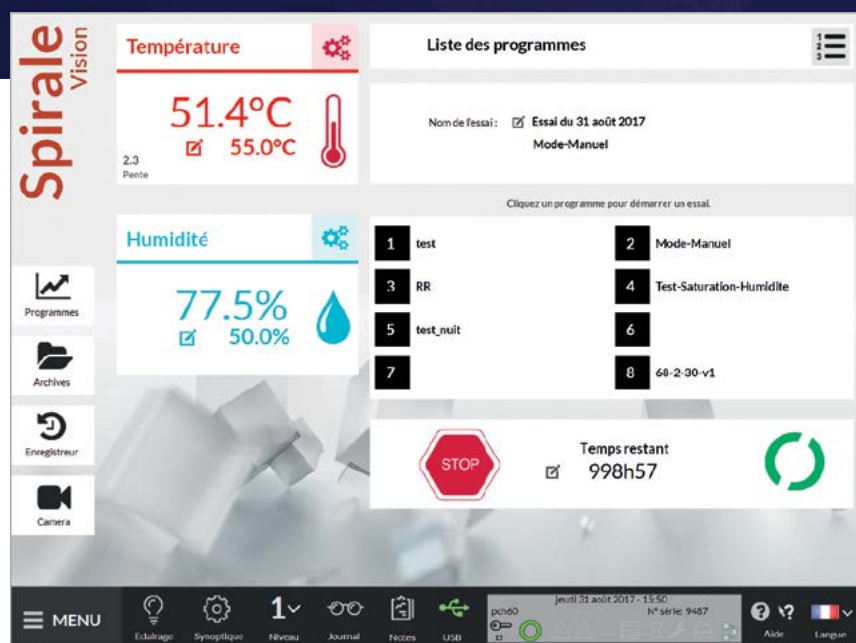 Spirale
Vision
Température
51.4°C
55.0°C
2.3
Pente
Humidité
77.5%
50.0%
Programmes
Archives
Enregistreur
Camera
Liste des programmes
1
2
3
Nom de l'essai : Essai du 31 août 2017
Mode-Manuel
Cliquez un programme pour démarrer un essai.
1 test
2 Mode-Manuel
3 RR
4 Test-Saturation-Humidite
5 test_nuit
6
7
8 68-2-30-v1
STOP
Temps restant
998h57
MENU
Eclairage
Synoptique
1
Niveau
Journal
Notes
USB
jeudi 31 août 2017 - 15:50
pch60
N° série: 9487
Aide
Langue